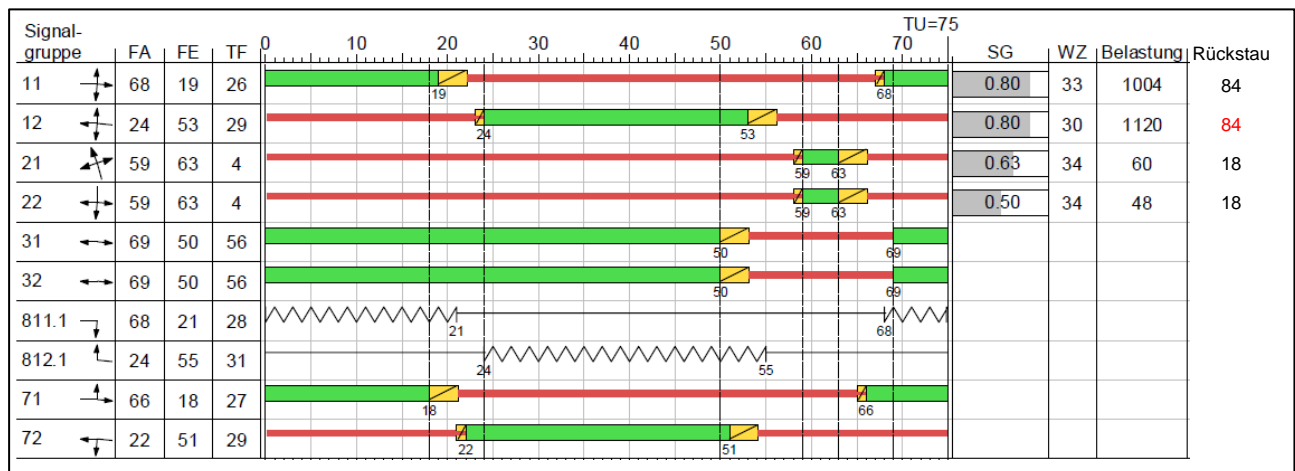 TU=75
Signal-
gruppe FA FE TF 0 10 20 30 40 50 60 70 SG WZ Belastung Rückstau
11 68 19 26 19 68 0.80 33 1004 84
12 24 53 29 24 53 0.80 30 1120 84
21 59 63 4 59 63 0.63 34 60 18
22 59 63 4 59 63 0.50 34 48 18
31 69 50 56 50 69
32 69 50 56 50 69
811.1 68 21 28 21 68
812.1 24 55 31 24 55
71 66 18 27 18 66
72 22 51 29 22 51